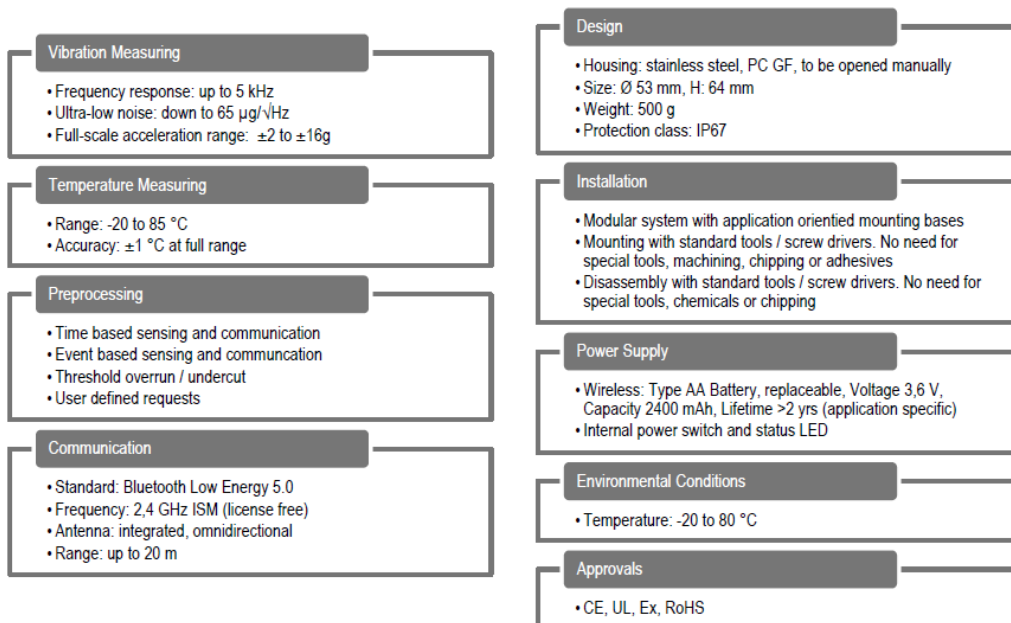 Vibration Measuring
• Frequency response: up to 5 kHz
• Ultra-low noise: down to 65 µg/√Hz
• Full-scale acceleration range:  ±2 to ±16g
Temperature Measuring
• Range: -20 to 85 °C
• Accuracy: ±1 °C at full range
Preprocessing
• Time based sensing and communication
• Event based sensing and communcation
• Threshold overrun / undercut
• User defined requests
Communication
• Standard: Bluetooth Low Energy 5.0
• Frequency: 2,4 GHz ISM (license free)
• Antenna: integrated, omnidirectional
• Range: up to 20 m
Design
• Housing: stainless steel, PC GF, to be opened manually
• Size: Ø 53 mm, H: 64 mm
• Weight: 500 g
• Protection class: IP67
Installation
• Modular system with application orientied mounting bases
• Mounting with standard tools / screw drivers. No need for
special tools, machining, chipping or adhesives
• Disassembly with standard tools / screw drivers. No need for
special tools, chemicals or chipping
Power Supply
• Wireless: Type AA Battery, replaceable, Voltage 3,6 V,
Capacity 2400 mAh, Lifetime >2 yrs (application specific)
• Internal power switch and status LED
Environmental Conditions
• Temperature: -20 to 80 °C
Approvals
• CE, UL, Ex, RoHS